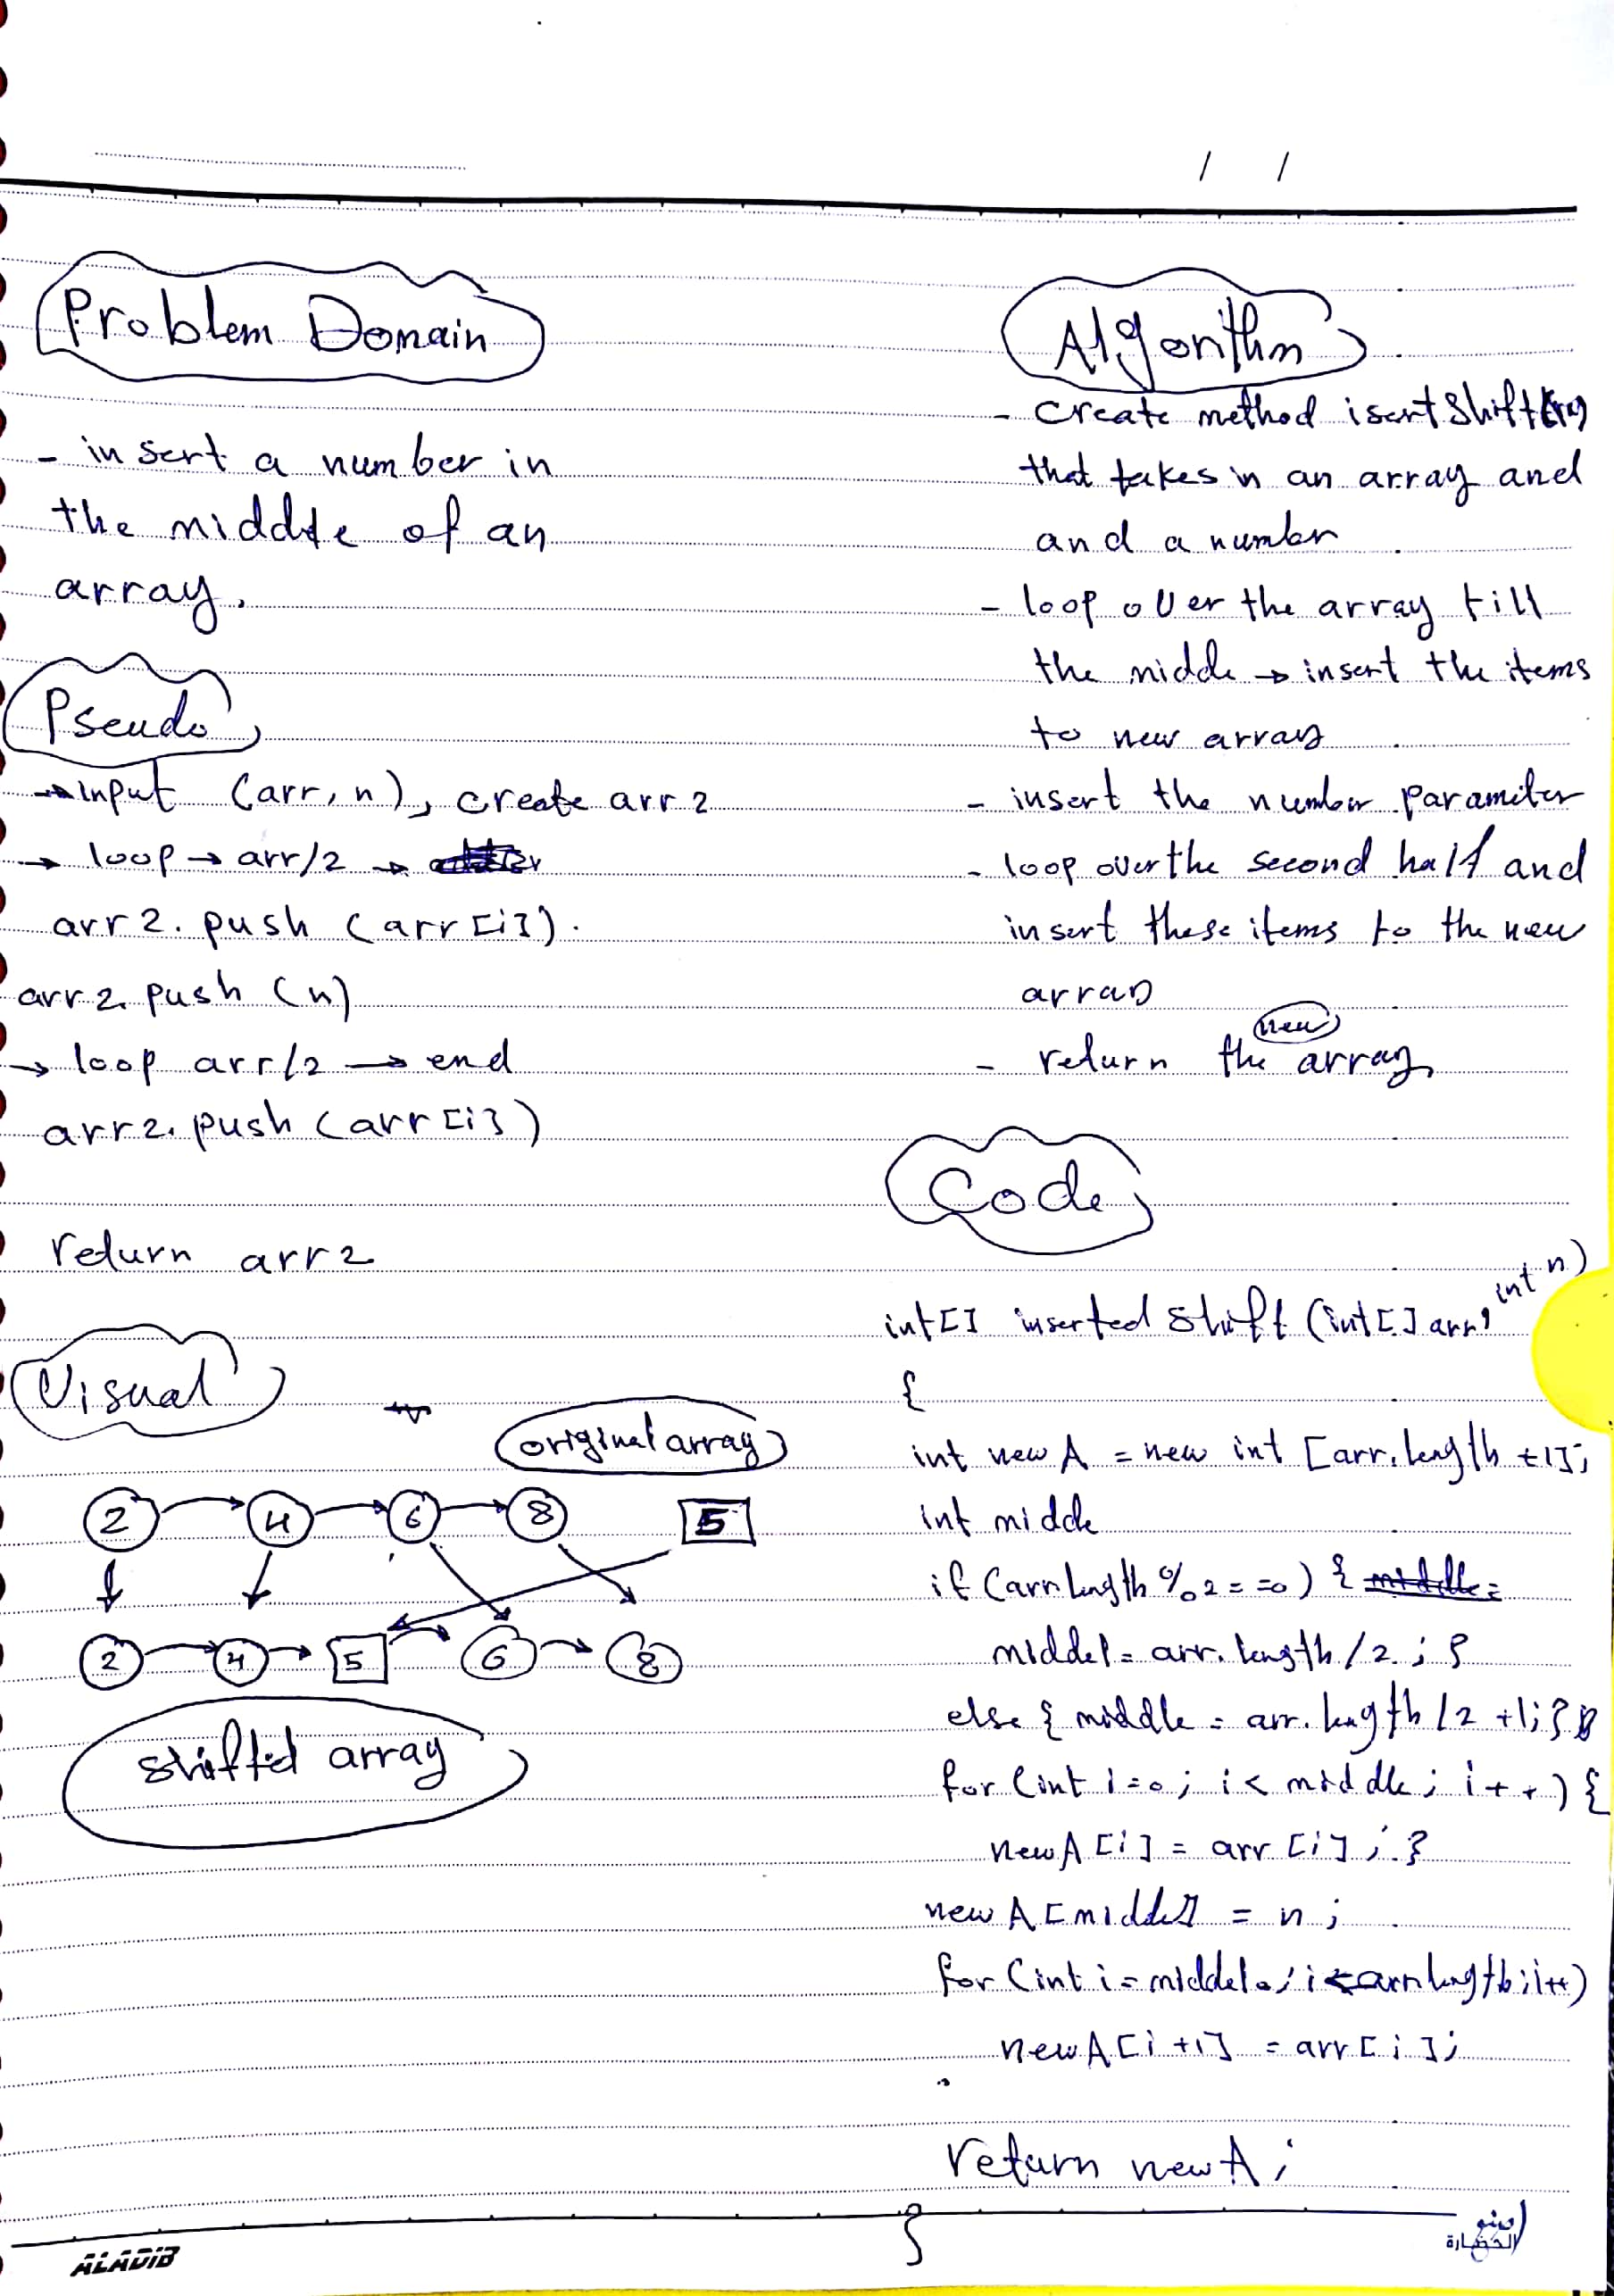 / /
Problem Domain
- insert a number in
the middle of an
array.
Pseudo
→ input (arr, n), create arr2
→ loop → arr/2 →
arr2.push (arr[i]).
arr2.push (n)
→ loop arr/2 → end
arr2.push (arr[i])
return arr2
Visual
original array
2 → 4 → 6 → 8 5
2 → 4 → 5 → 6 → 8
shifted array
Algorithm
- create method isertShift
that takes in an array and
and a number
- loop over the array till
the middle → insert the items
to new array
- insert the number parameter
- loop over the second half and
insert these items to the new
array
new
- return the array
Code
int[] inserted Shift (int[] arr, int n)
{
int new A = new int [arr.length +1];
int middle
if (arr.length % 2 == 0) {
middel = arr.length / 2 ; }
else { middle = arr.length / 2 +1; }
for (int i=0; i < middle; i++) {
newA [i] = arr [i]; }
new A [middel] = n ;
for (int i = middel; i < arr.length; i++)
newA [i +1] = arr [i];
return newA;
}
ALADIB
الحضارة